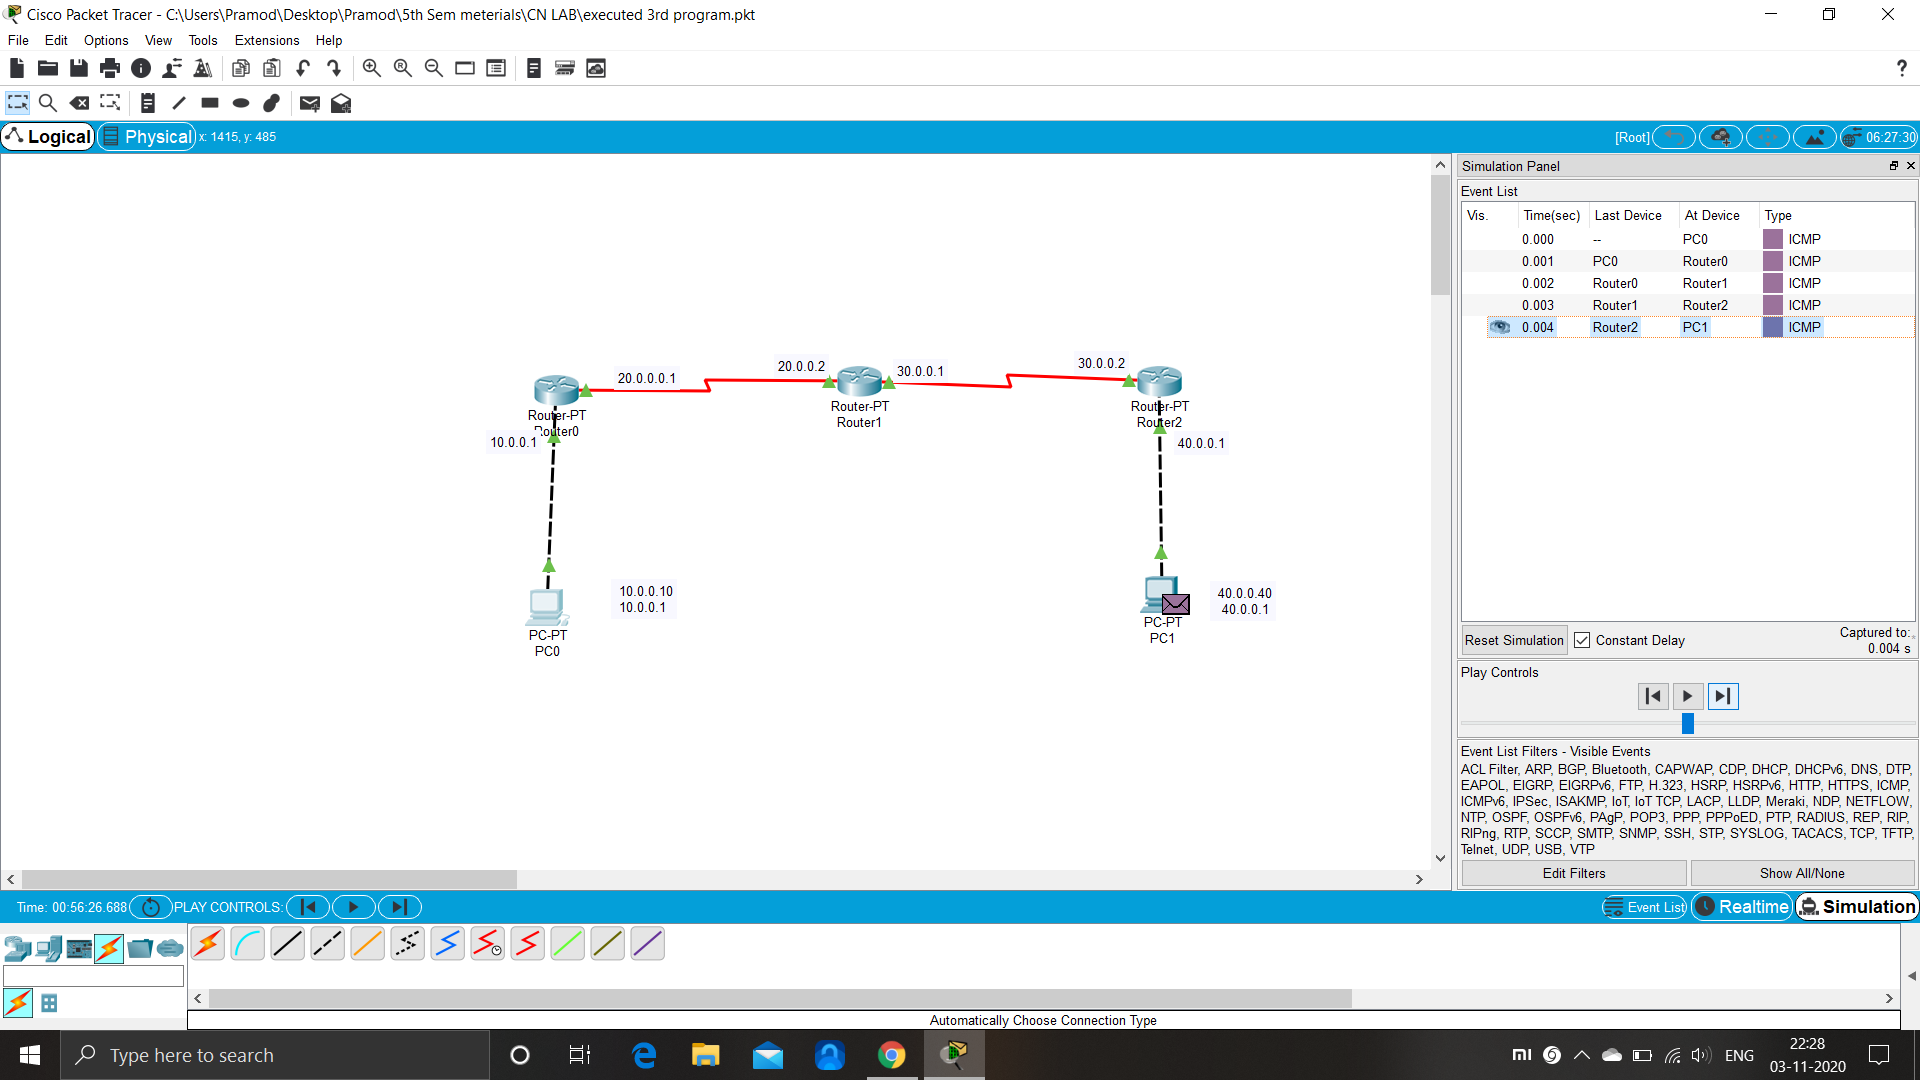 Cisco Packet Tracer - C:\Users\Pramod\Desktop\Pramod\5th Sem meterials\CN LAB\executed 3rd program.pkt
File Edit Options View Tools Extensions Help
Logical Physical x: 1415, y: 485 [Root] 06:27:30
Simulation Panel
Event List
Vis. Time(sec) Last Device At Device Type
0.000 -- PC0 ICMP
0.001 PC0 Router0 ICMP
0.002 Router0 Router1 ICMP
0.003 Router1 Router2 ICMP
0.004 Router2 PC1 ICMP
20.0.0.0.1
20.0.0.2
30.0.0.1
30.0.0.2
Router-PT
Router0
Router-PT
Router1
Router-PT
Router2
10.0.0.1
40.0.0.1
10.0.0.10
10.0.0.1
40.0.0.40
40.0.0.1
PC-PT
PC0
PC-PT
PC1
Reset Simulation Constant Delay Captured to:
0.004 s
Play Controls
Event List Filters - Visible Events
ACL Filter, ARP, BGP, Bluetooth, CAPWAP, CDP, DHCP, DHCPv6, DNS, DTP,
EAPOL, EIGRP, EIGRPv6, FTP, H.323, HSRP, HSRPv6, HTTP, HTTPS, ICMP,
ICMPv6, IPSec, ISAKMP, IoT, IoT TCP, LACP, LLDP, Meraki, NDP, NETFLOW,
NTP, OSPF, OSPFv6, PAgP, POP3, PPP, PPPoED, PTP, RADIUS, REP, RIP,
RIPng, RTP, SCCP, SMTP, SNMP, SSH, STP, SYSLOG, TACACS, TCP, TFTP,
Telnet, UDP, USB, VTP
Edit Filters Show All/None
Time: 00:56:26.688 PLAY CONTROLS: Event List Realtime Simulation
Automatically Choose Connection Type
Type here to search
ENG
22:28
03-11-2020